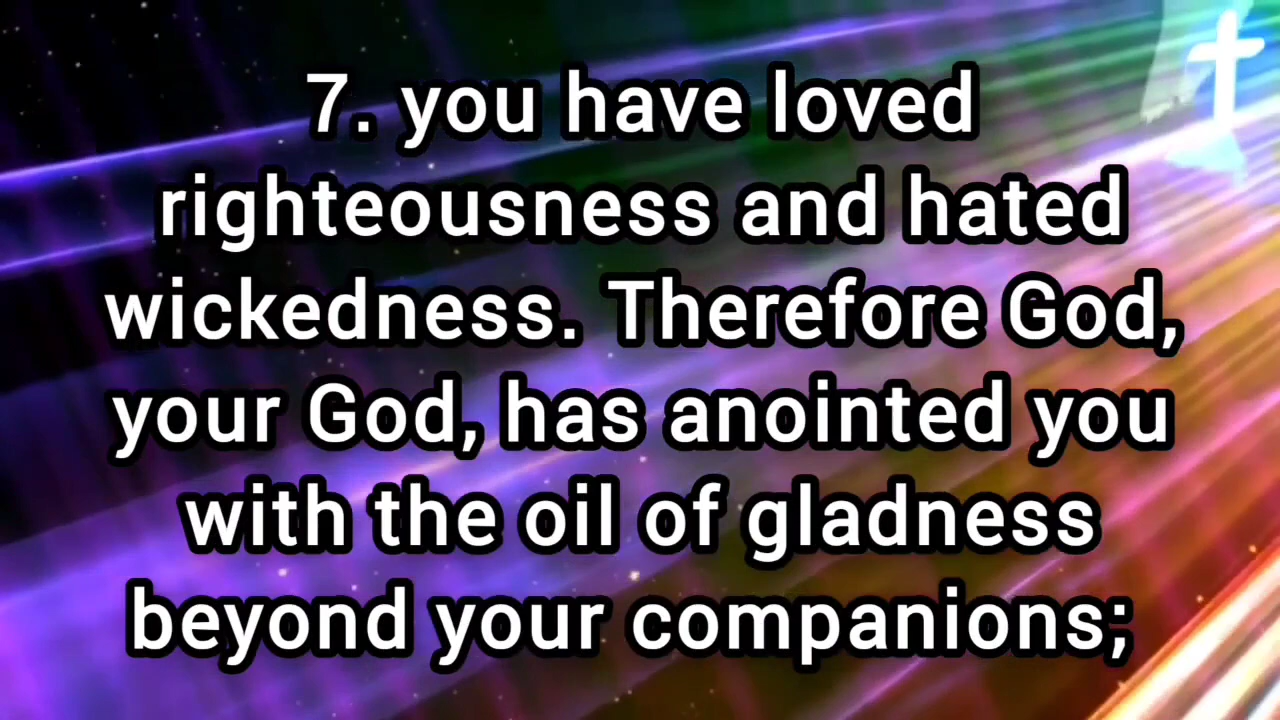 7. you have loved
righteousness and hated
wickedness. Therefore God,
your God, has anointed you
with the oil of gladness
beyond your companions;